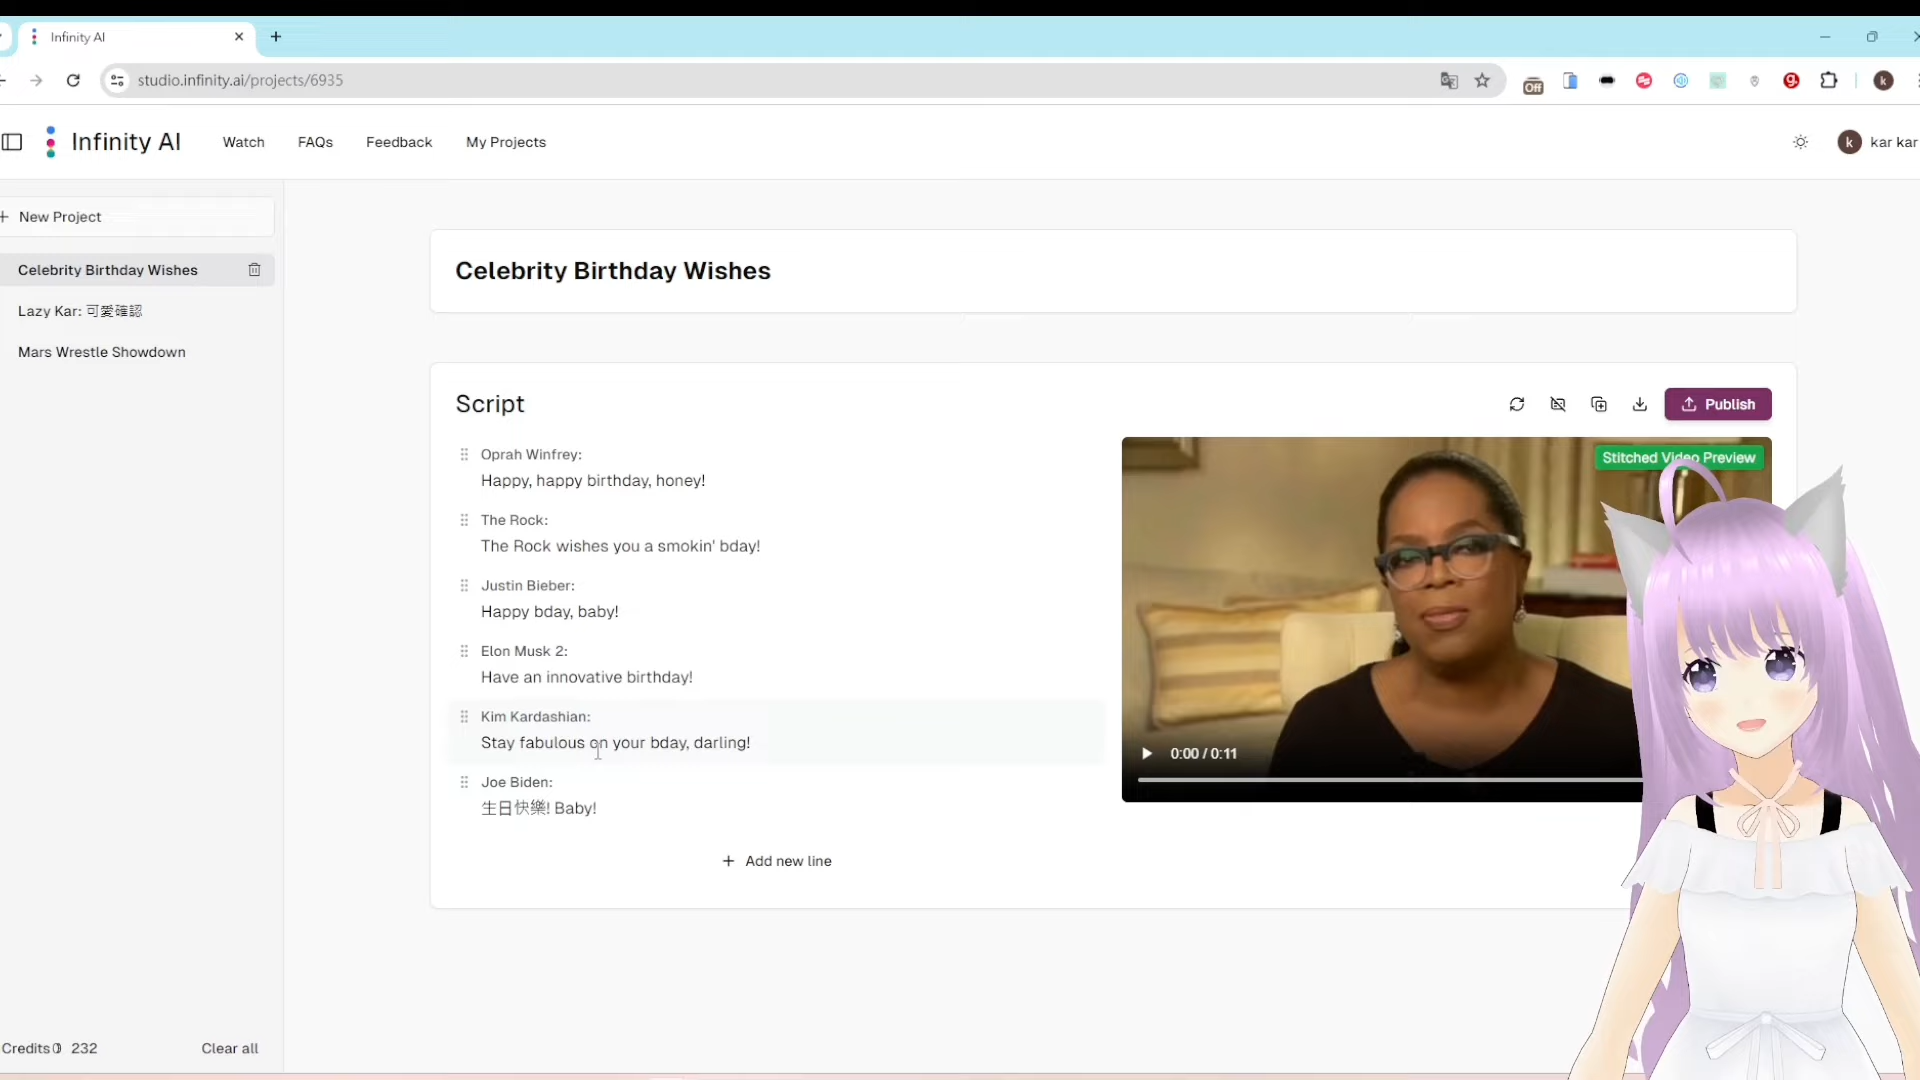 Infinity AI
studio.infinity.ai/projects/6935
Off
k
Infinity AI
Watch
FAQs
Feedback
My Projects
k
kar kar
New Project
Celebrity Birthday Wishes
Lazy Kar: 可愛確認
Mars Wrestle Showdown
Celebrity Birthday Wishes
Script
Publish
Oprah Winfrey:
Happy, happy birthday, honey!
The Rock:
The Rock wishes you a smokin' bday!
Justin Bieber:
Happy bday, baby!
Elon Musk 2:
Have an innovative birthday!
Kim Kardashian:
Stay fabulous on your bday, darling!
Joe Biden:
生日快樂! Baby!
Add new line
Stitched Video Preview
0:00 / 0:11
Credits 232
Clear all